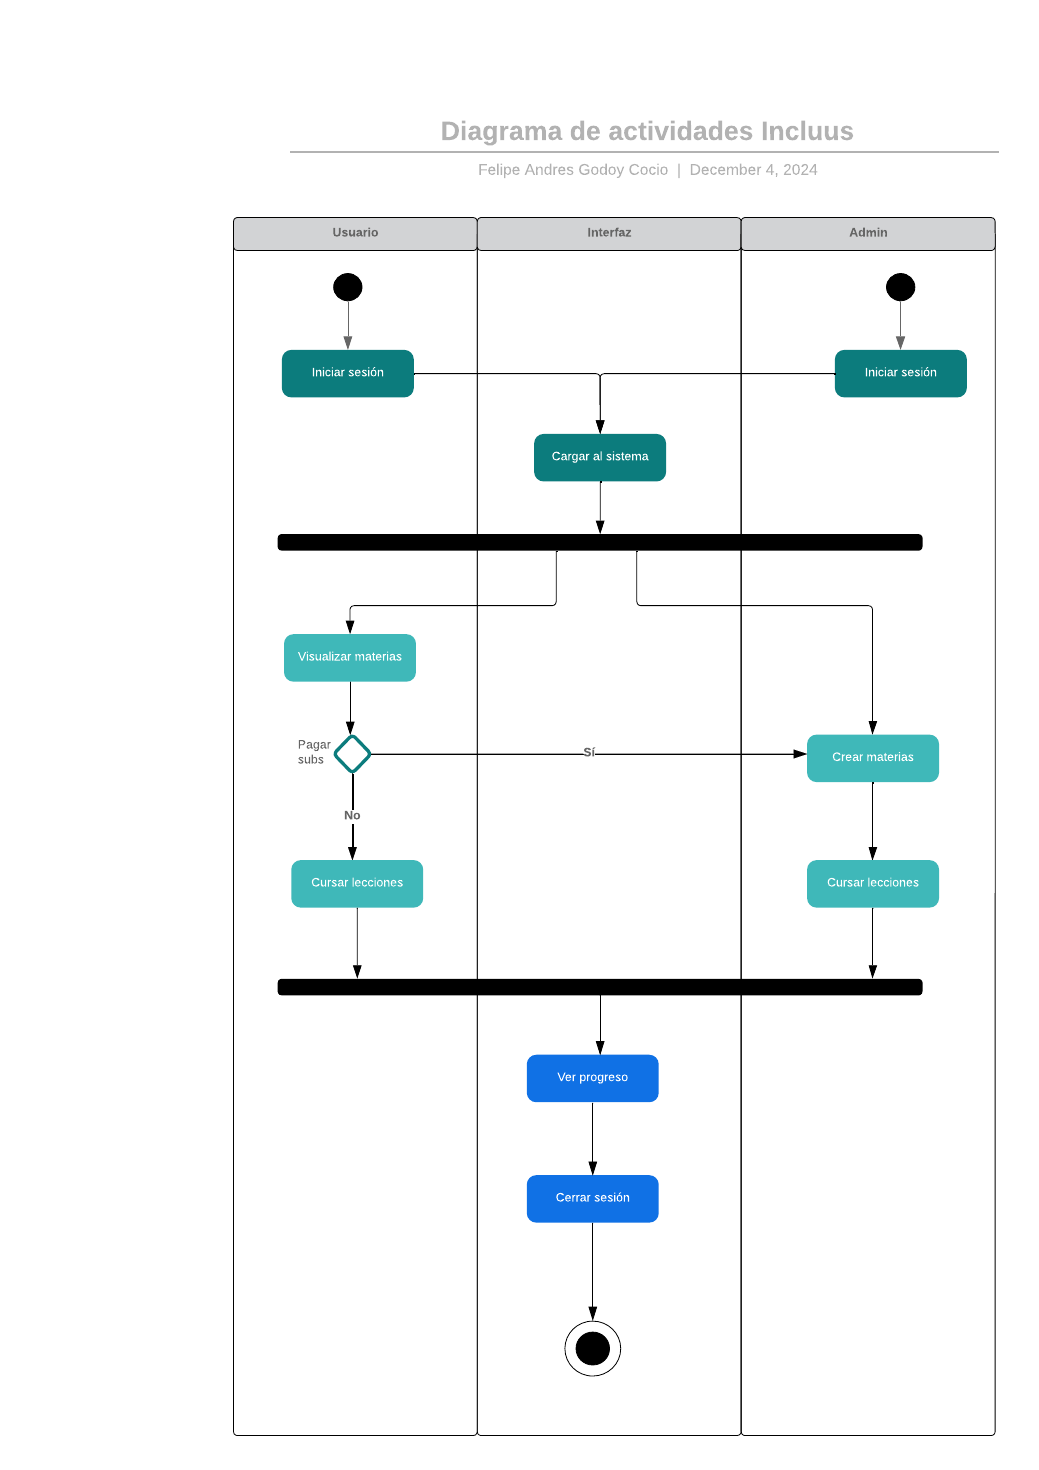 Diagrama de actividades Incluus
Felipe Andres Godoy Cocio | December 4, 2024
Usuario
Interfaz
Admin
Iniciar sesión
Iniciar sesión
Cargar al sistema
Visualizar materias
Pagar
subs
Sí
Crear materias
No
Cursar lecciones
Cursar lecciones
Ver progreso
Cerrar sesión